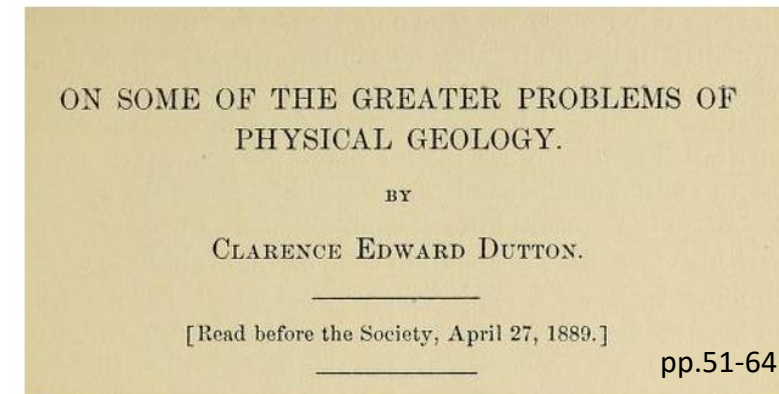 ON SOME OF THE GREATER PROBLEMS OF
PHYSICAL GEOLOGY.
BY
CLARENCE EDWARD DUTTON.
[Read before the Society, April 27, 1889.]
pp.51-64